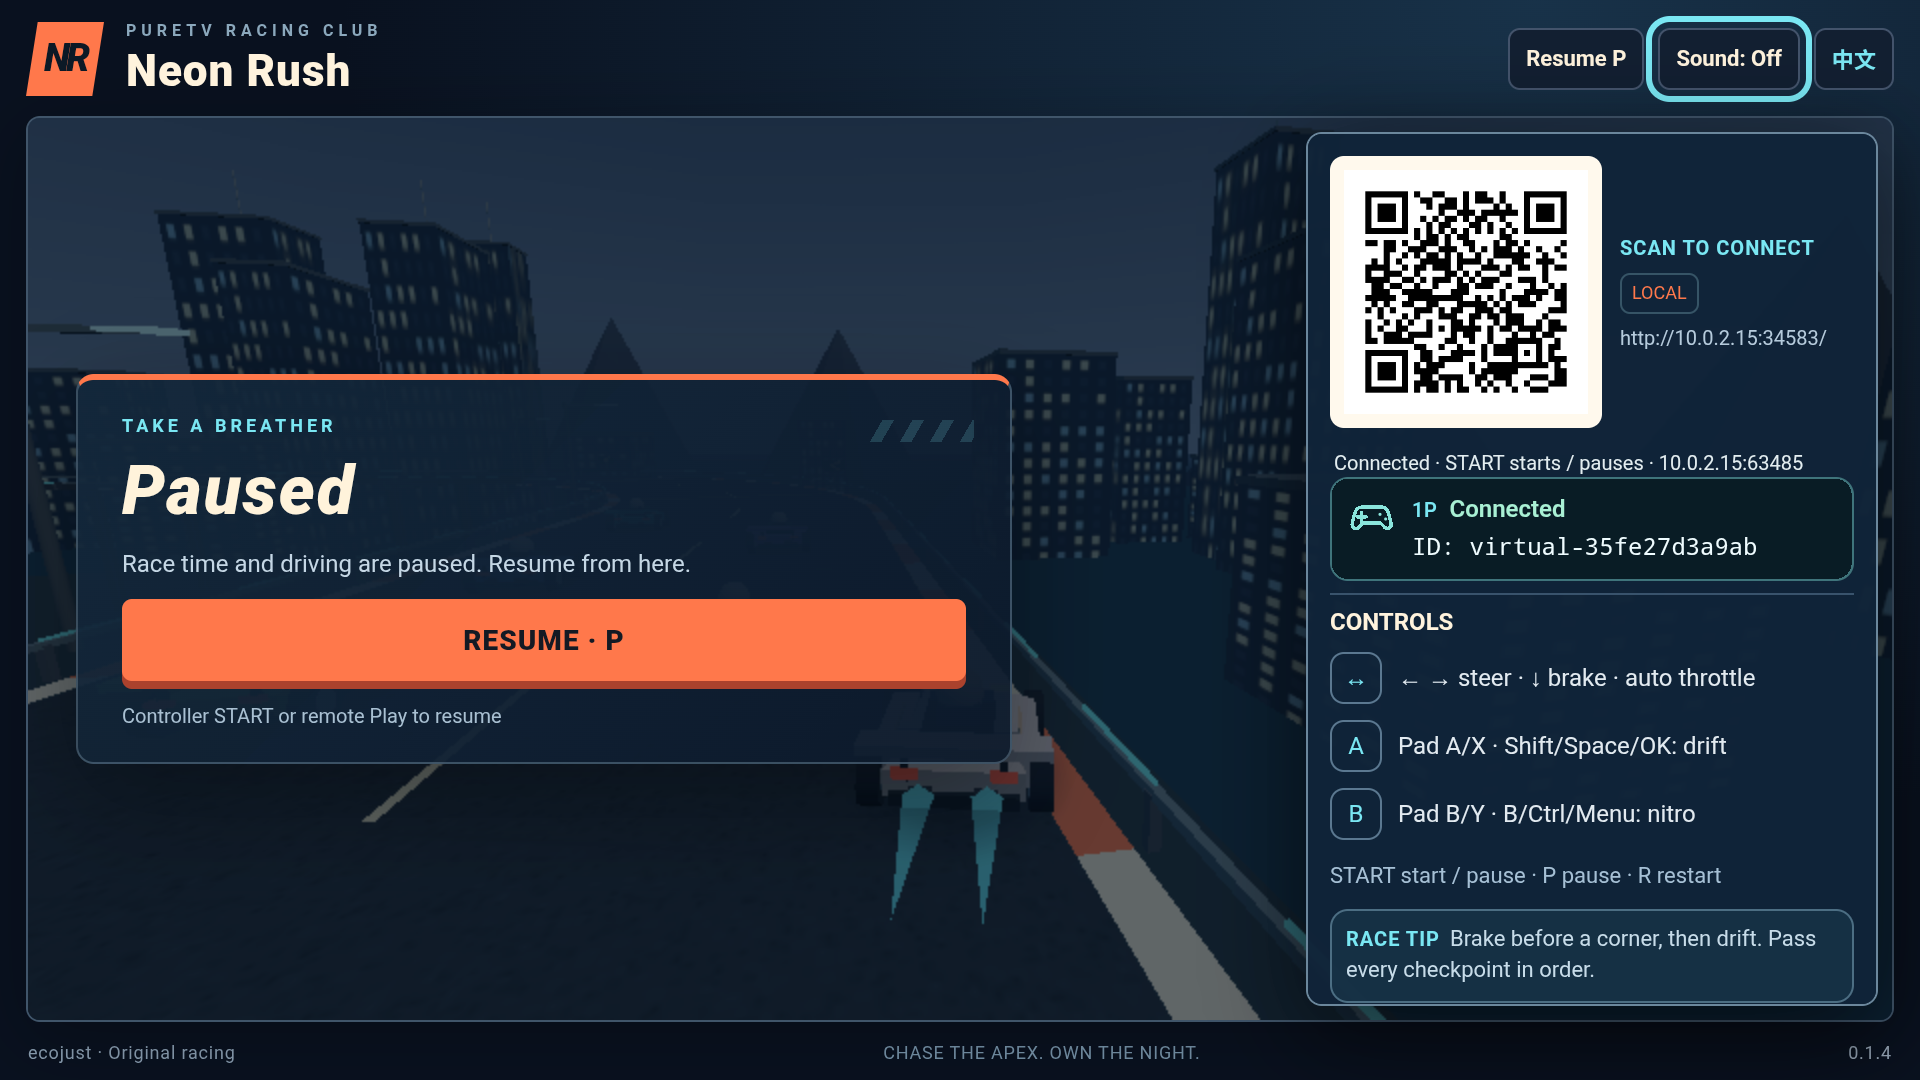 NR
PURETV RACING CLUB
Neon Rush
Resume P
Sound: Off
中文
SCAN TO CONNECT
LOCAL
http://10.0.2.15:34583/
TAKE A BREATHER
Paused
Race time and driving are paused. Resume from here.
RESUME · P
Controller START or remote Play to resume
Connected · START starts / pauses · 10.0.2.15:63485
1P Connected
ID: virtual-35fe27d3a9ab
CONTROLS
↔ ← → steer · ↓ brake · auto throttle
A Pad A/X · Shift/Space/OK: drift
B Pad B/Y · B/Ctrl/Menu: nitro
START start / pause · P pause · R restart
RACE TIP Brake before a corner, then drift. Pass
every checkpoint in order.
ecojust · Original racing
CHASE THE APEX. OWN THE NIGHT.
0.1.4